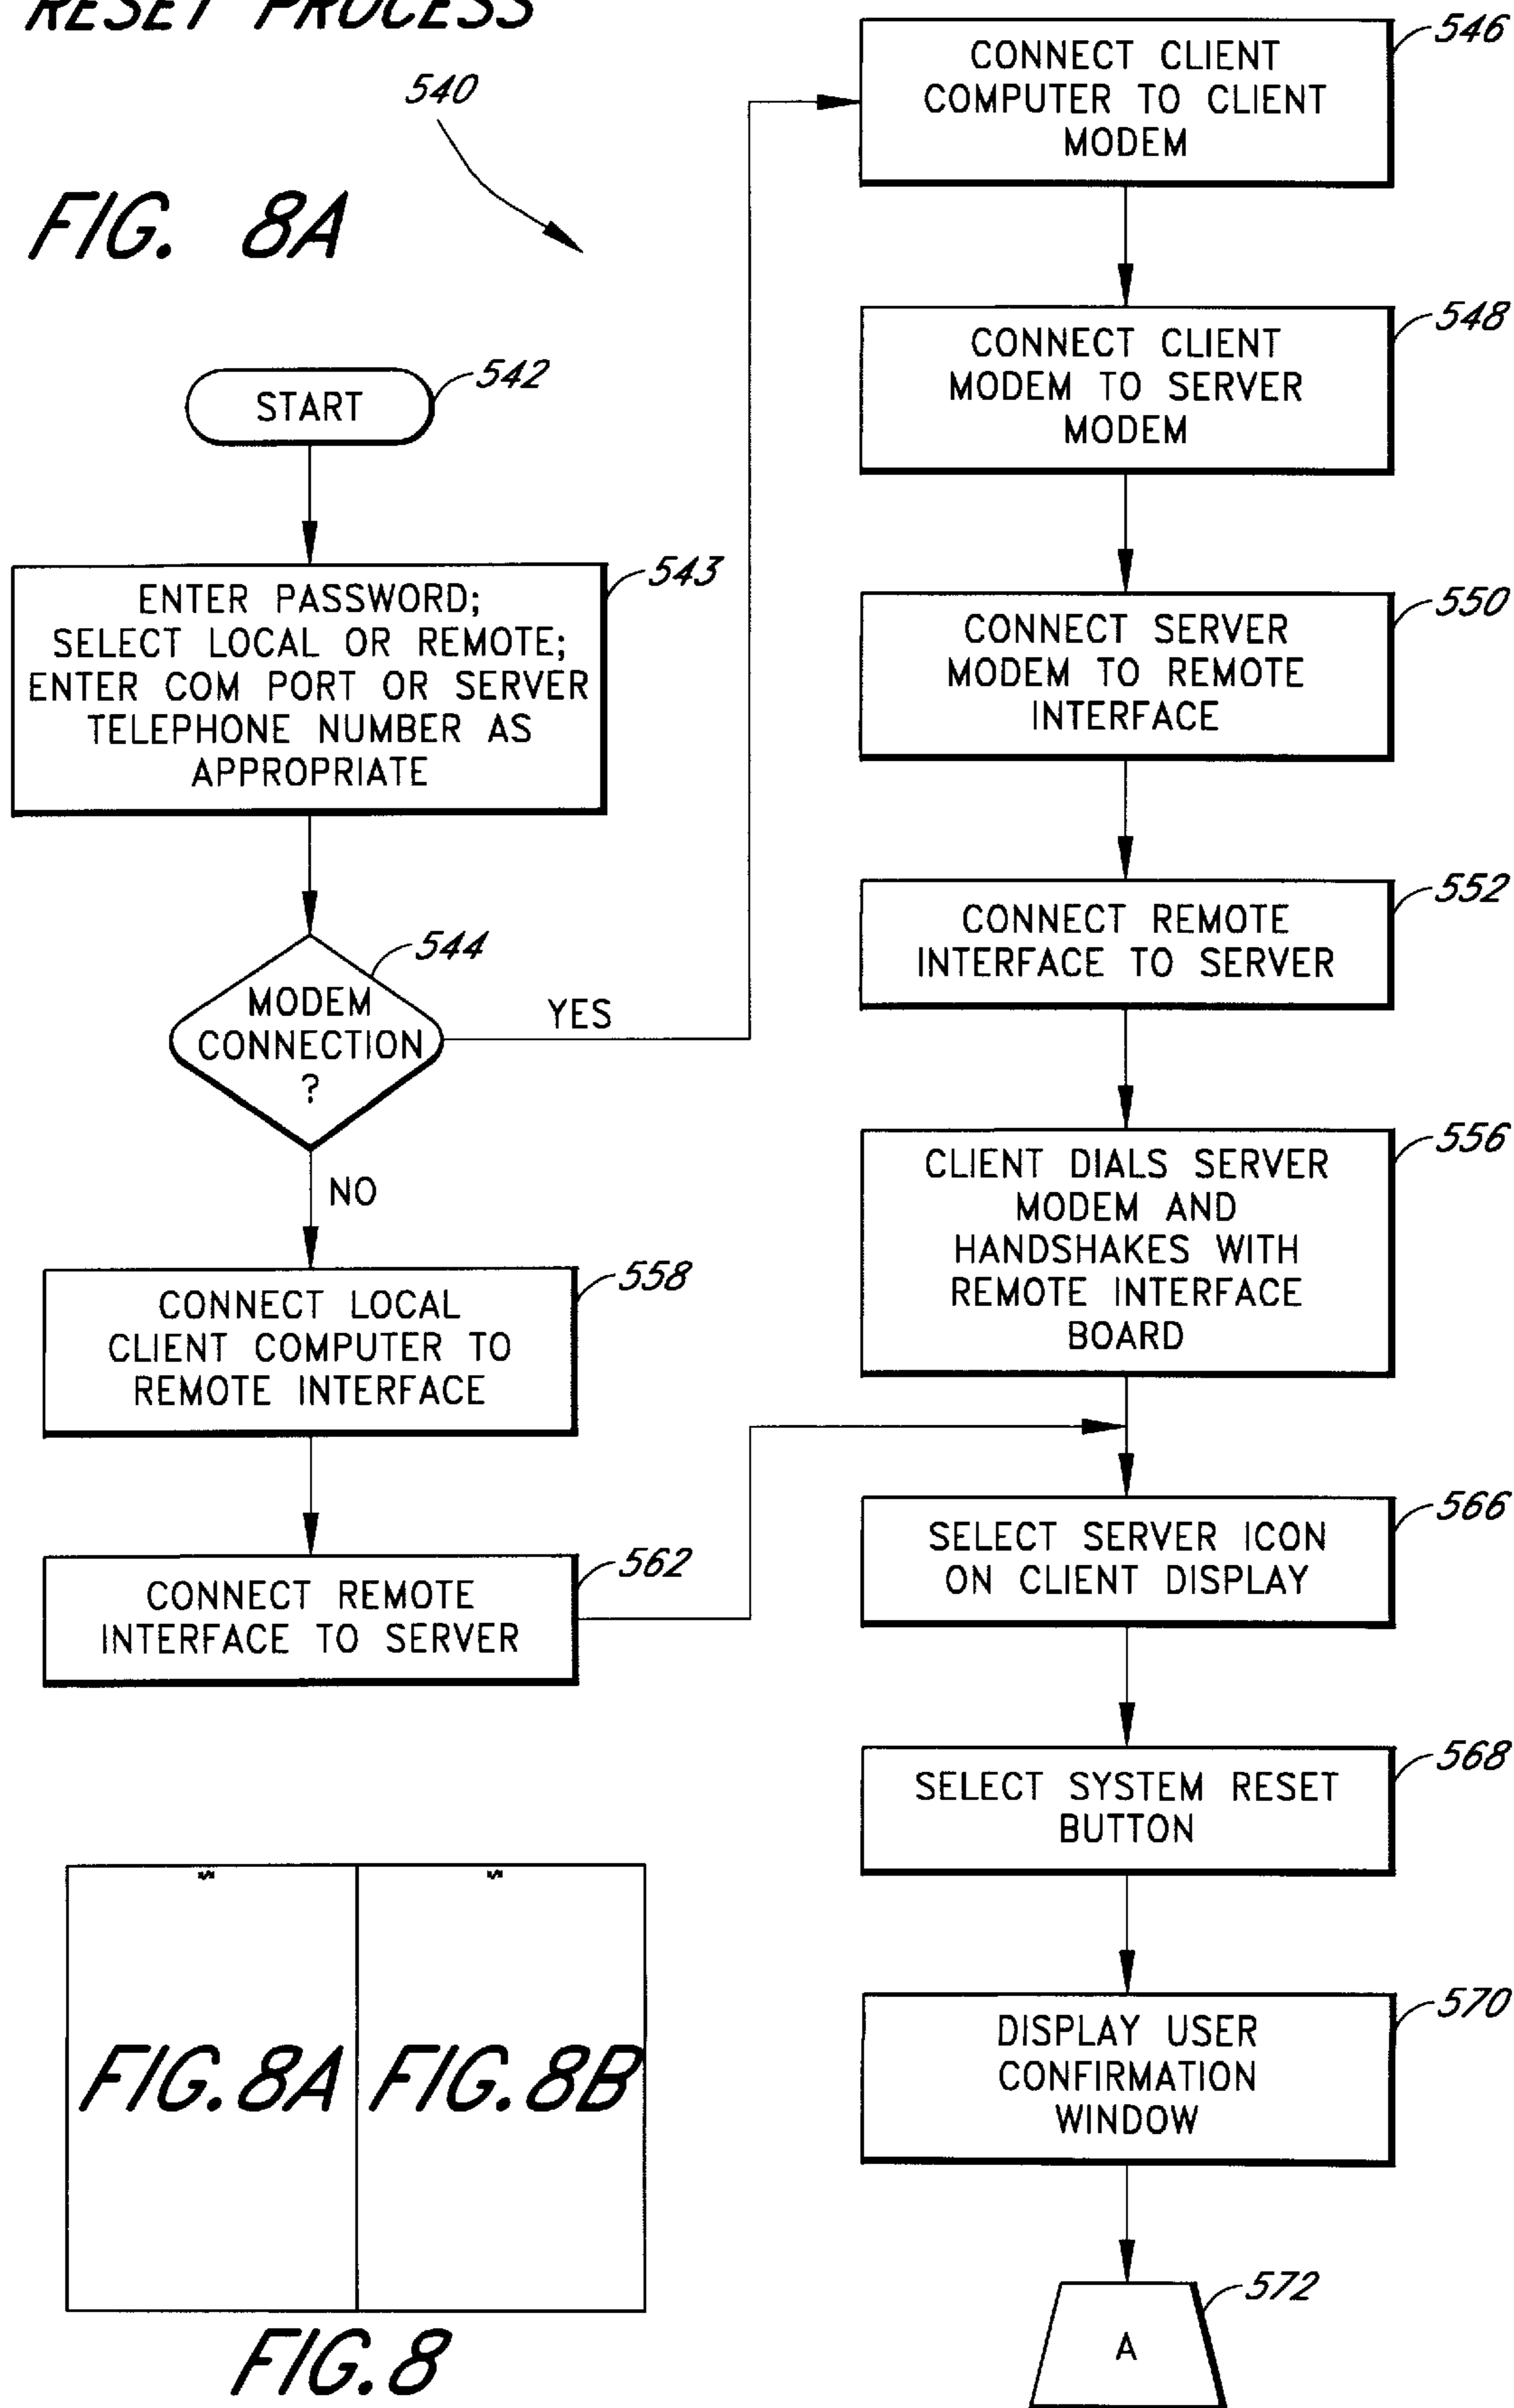 RESET PROCESS
540
FIG. 8A
START
542
ENTER PASSWORD;
SELECT LOCAL OR REMOTE;
ENTER COM PORT OR SERVER
TELEPHONE NUMBER AS
APPROPRIATE
543
MODEM
CONNECTION
?
544
YES
NO
CONNECT LOCAL
CLIENT COMPUTER TO
REMOTE INTERFACE
558
CONNECT REMOTE
INTERFACE TO SERVER
562
CONNECT CLIENT
COMPUTER TO CLIENT
MODEM
546
CONNECT CLIENT
MODEM TO SERVER
MODEM
548
CONNECT SERVER
MODEM TO REMOTE
INTERFACE
550
CONNECT REMOTE
INTERFACE TO SERVER
552
CLIENT DIALS SERVER
MODEM AND
HANDSHAKES WITH
REMOTE INTERFACE
BOARD
556
SELECT SERVER ICON
ON CLIENT DISPLAY
566
SELECT SYSTEM RESET
BUTTON
568
DISPLAY USER
CONFIRMATION
WINDOW
570
A
572
FIG.8A
FIG.8B
FIG.8